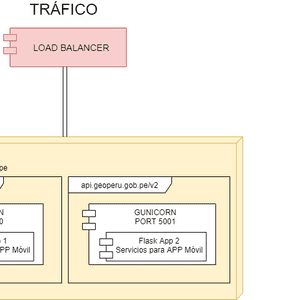 TRÁFICO
LOAD BALANCER
pe
api.geoperu.gob.pe/v2
N
0
GUNICORN
PORT 5001
1
PP Móvil
Flask App 2
Servicios para APP Móvil